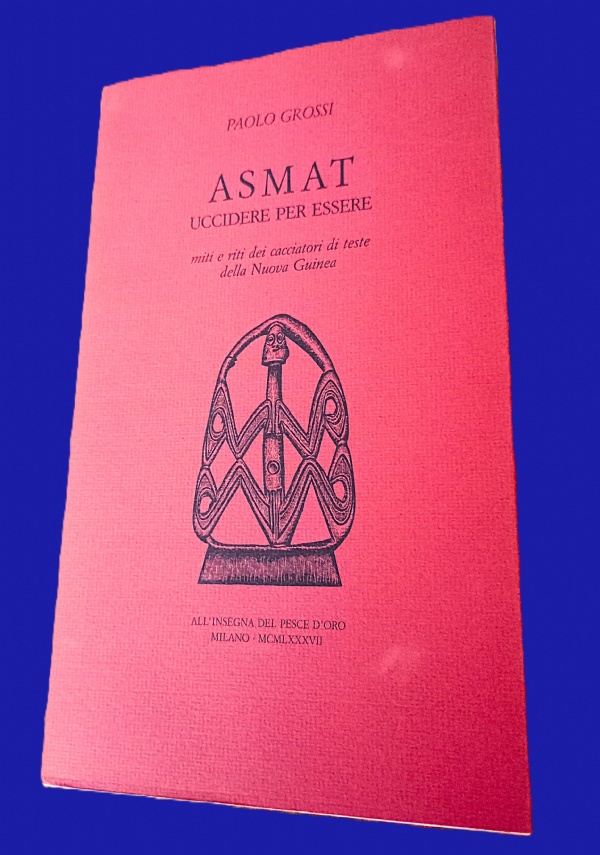 PAOLO GROSSI
ASMAT
UCCIDERE PER ESSERE
miti e riti dei cacciatori di teste
della Nuova Guinea
ALL'INSEGNA DEL PESCE D'ORO
MILANO · MCMLXXXVII